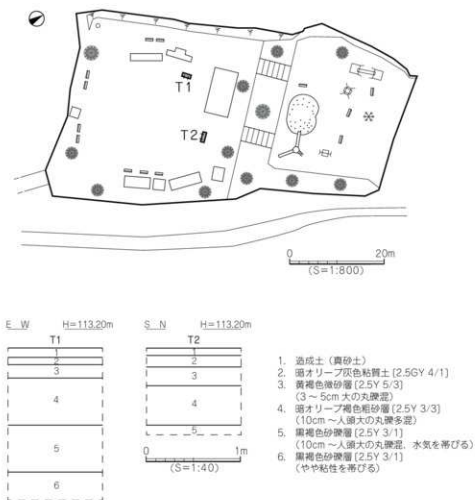 T1
T2
0 20m
(S=1:800)
E W H=113.20m
T1
1
2
3
4
5
6
S N H=113.20m
T2
1
2
3
4
5
0 1m
(S=1:40)
1. 造成土（真砂土）
2. 暗オリーブ灰色粘質土 [2.5GY 4/1]
3. 黄褐色微砂層 [2.5Y 5/3]
(3 ～ 5cm 大の丸礫混)
4. 暗オリーブ褐色粗砂層 [2.5Y 3/3]
(10cm ～人頭大の丸礫多混)
5. 黒褐色砂礫層 [2.5Y 3/1]
(10cm ～人頭大の丸礫混、水気を帯びる)
6. 黒褐色砂礫層 [2.5Y 3/1]
(やや粘性を帯びる)